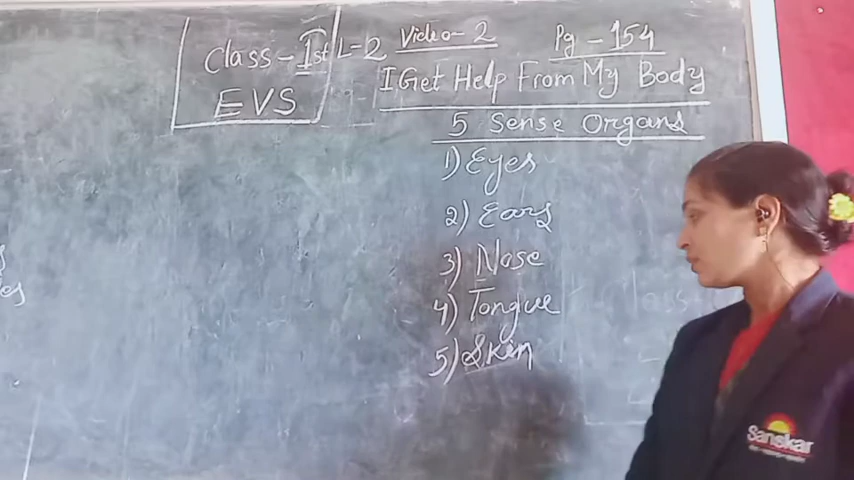 Class - 1st L-2 Video - 2 Pg - 154
EVS
I Get Help From My Body
5 Sense Organs
1) Eyes
2) Ears
3) Nose
4) Tongue
5) Skin
Sanskar